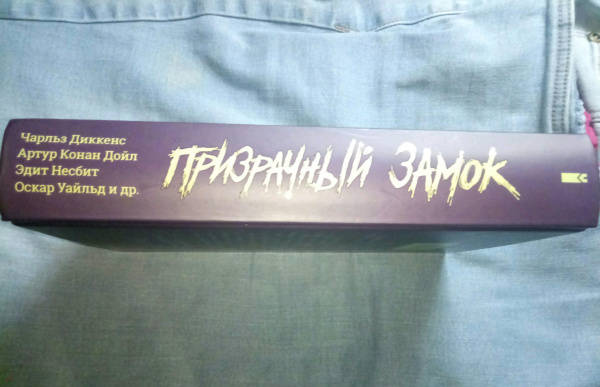 Чарльз Диккенс
Артур Конан Дойл
Эдит Несбит
Оскар Уайльд и др.
ПРИЗРАЧНЫЙ ЗАМОК